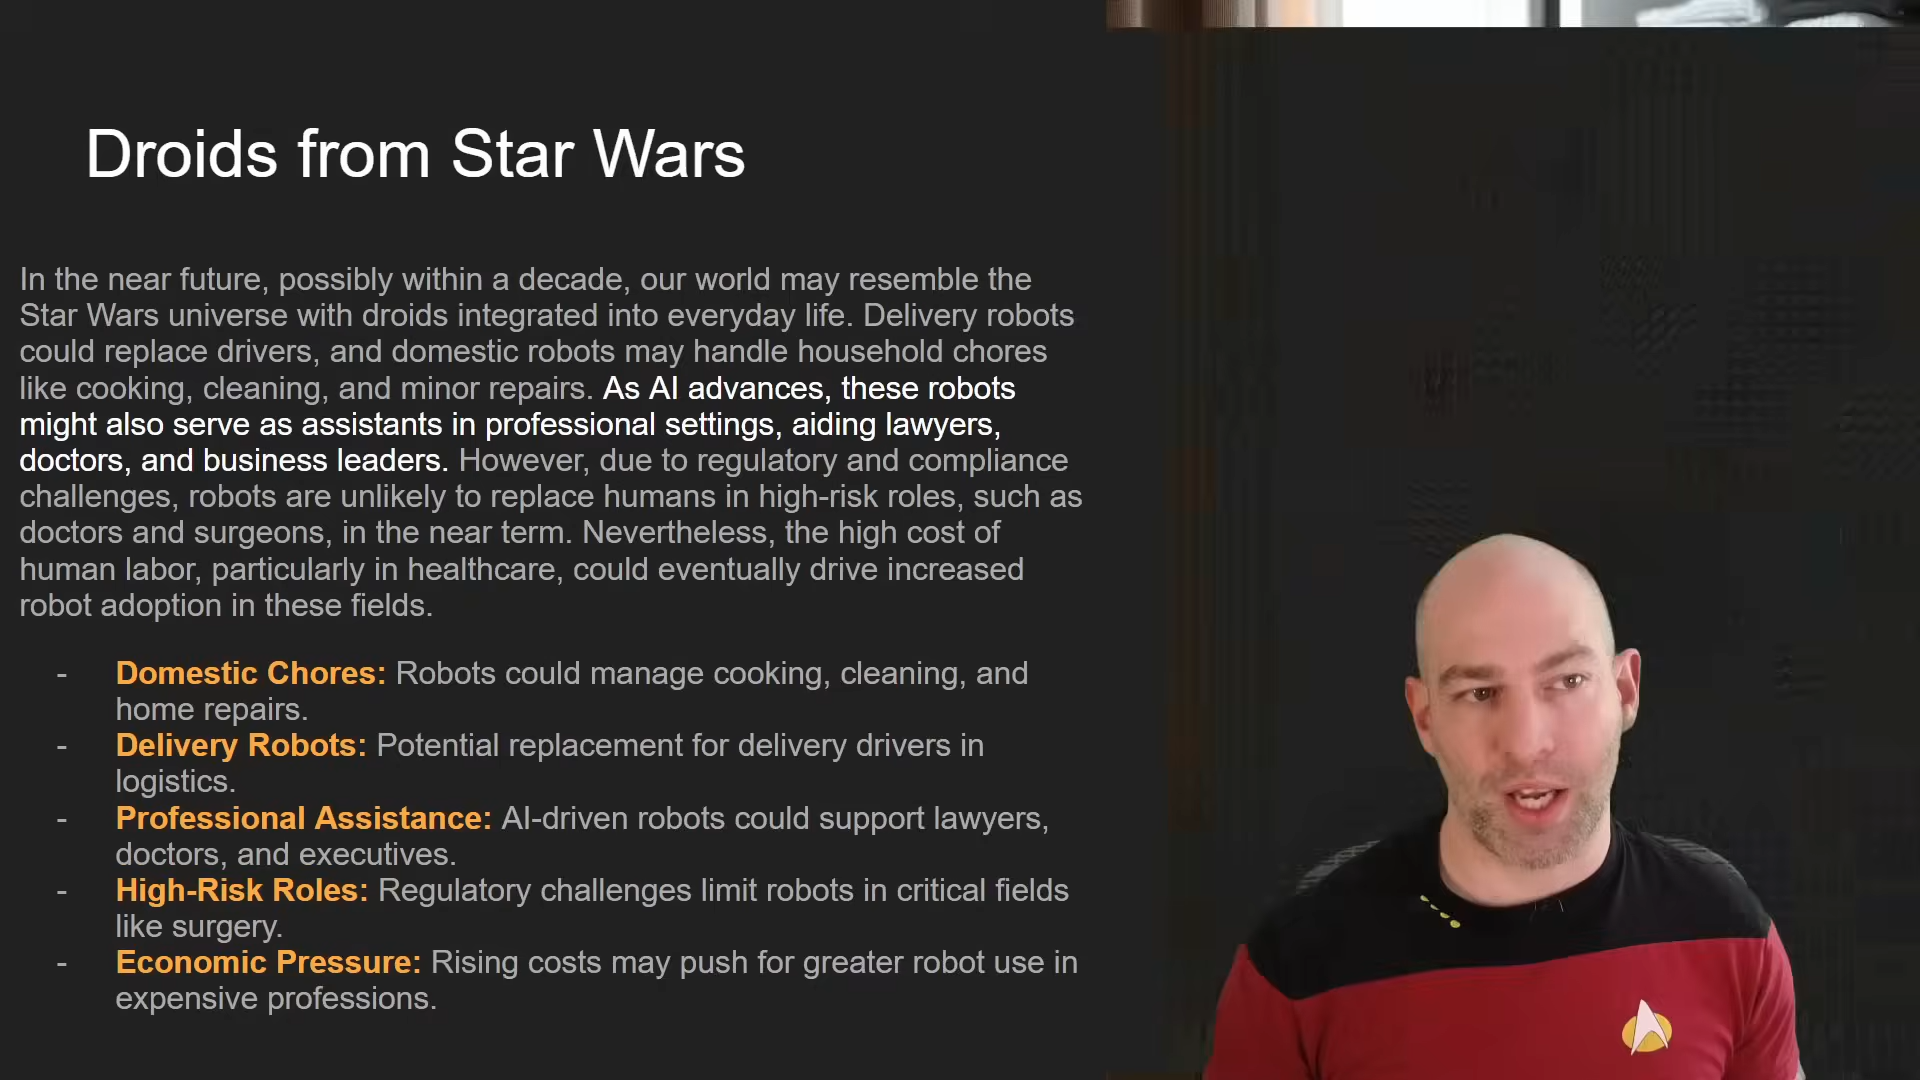 Droids from Star Wars
In the near future, possibly within a decade, our world may resemble the
Star Wars universe with droids integrated into everyday life. Delivery robots
could replace drivers, and domestic robots may handle household chores
like cooking, cleaning, and minor repairs. As AI advances, these robots
might also serve as assistants in professional settings, aiding lawyers,
doctors, and business leaders. However, due to regulatory and compliance
challenges, robots are unlikely to replace humans in high-risk roles, such as
doctors and surgeons, in the near term. Nevertheless, the high cost of
human labor, particularly in healthcare, could eventually drive increased
robot adoption in these fields.
- Domestic Chores: Robots could manage cooking, cleaning, and
home repairs.
- Delivery Robots: Potential replacement for delivery drivers in
logistics.
- Professional Assistance: AI-driven robots could support lawyers,
doctors, and executives.
- High-Risk Roles: Regulatory challenges limit robots in critical fields
like surgery.
- Economic Pressure: Rising costs may push for greater robot use in
expensive professions.